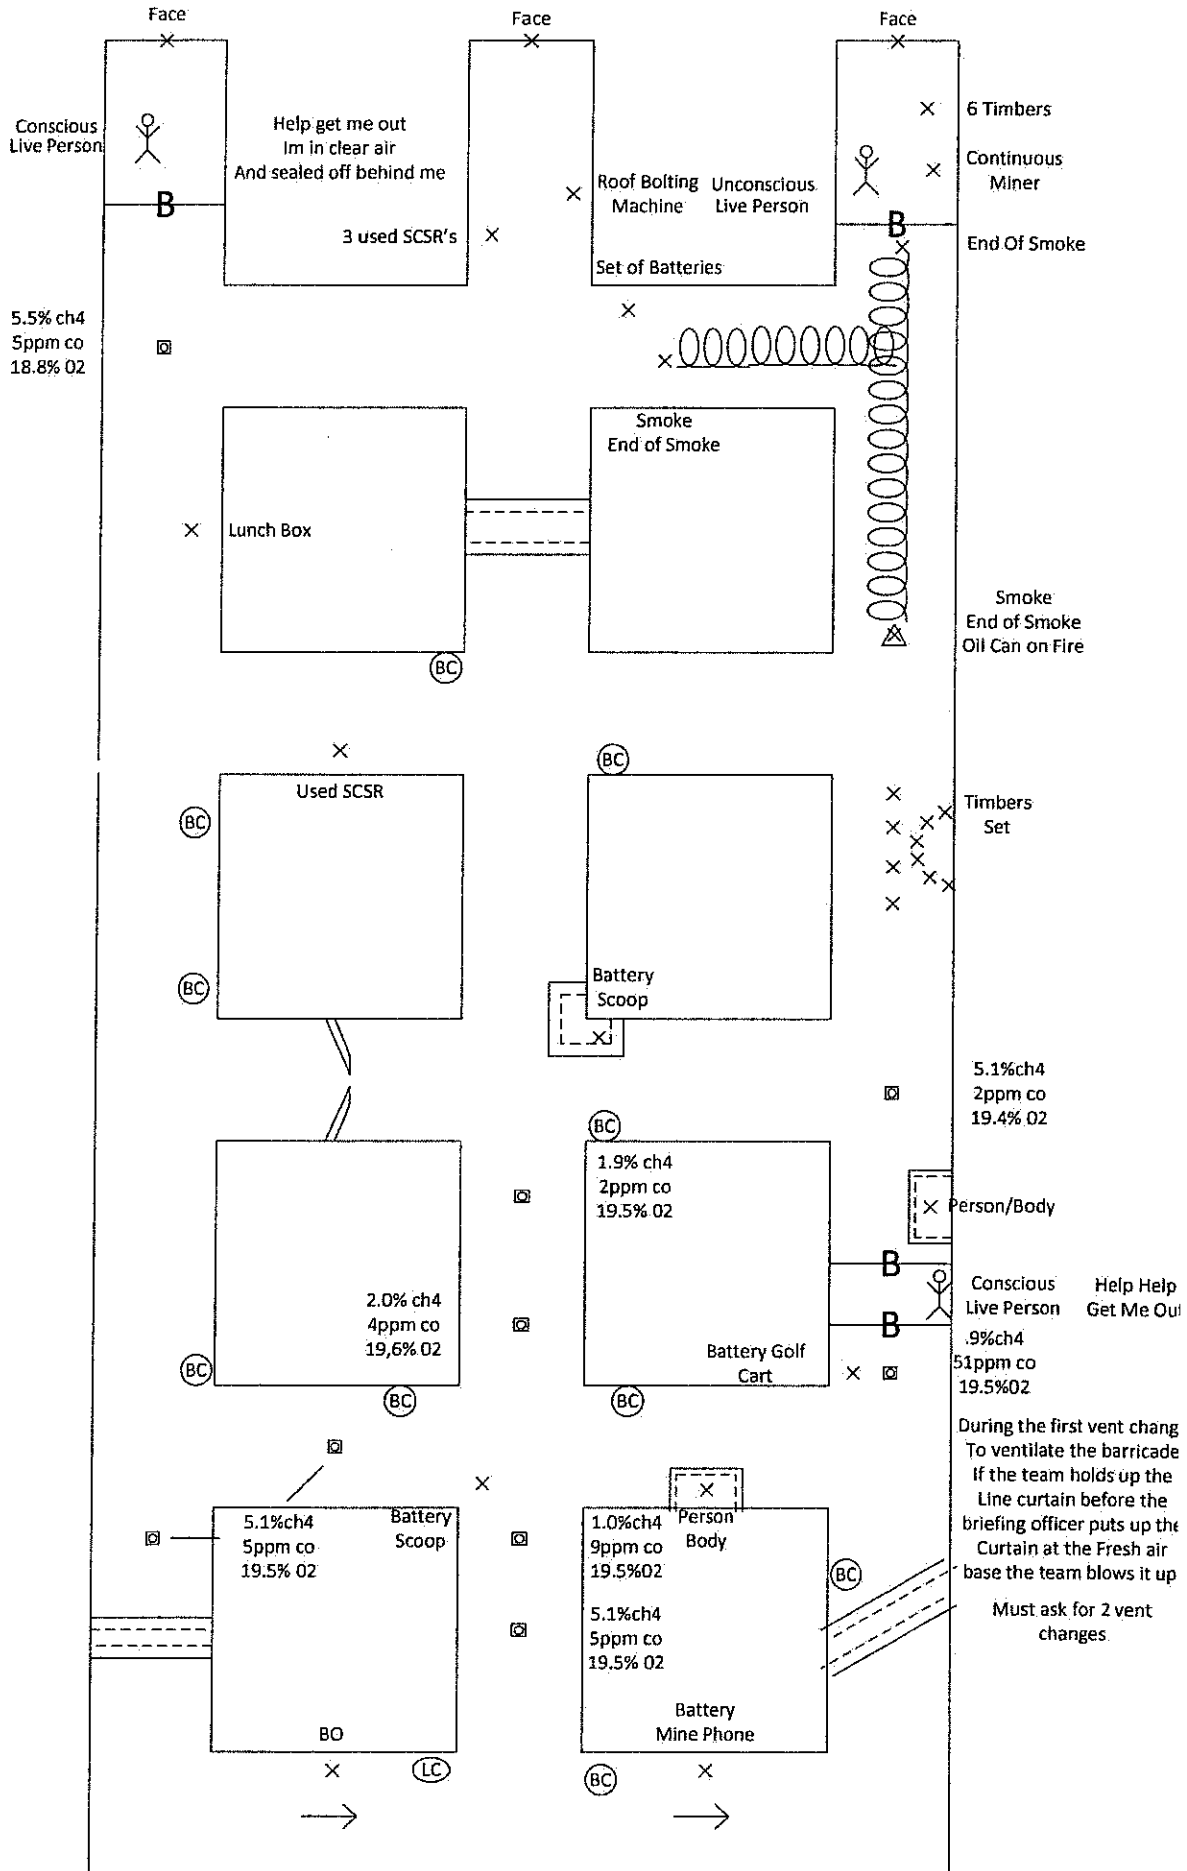 Face
Face
Face
6 Timbers
Conscious
Live Person
Help get me out
Im in clear air
And sealed off behind me
Continuous
Miner
Roof Bolting
Machine
Unconscious
Live Person
B
B
3 used SCSR's
End Of Smoke
Set of Batteries
5.5% ch4
5ppm co
18.8% 02
Smoke
End of Smoke
Lunch Box
Smoke
End of Smoke
Oil Can on Fire
BC
Used SCSR
BC
BC
Timbers
Set
BC
Battery
Scoop
5.1%ch4
2ppm co
19.4% 02
BC
1.9% ch4
2ppm co
19.5% 02
Person/Body
B
Conscious
Live Person
Help Help
Get Me Out
2.0% ch4
4ppm co
19,6% 02
B
.9%ch4
51ppm co
19.5%02
Battery Golf
Cart
BC
BC
BC
During the first vent chang
To ventilate the barricade
If the team holds up the
Line curtain before the
briefing officer puts up the
Curtain at the Fresh air
base the team blows it up
Must ask for 2 vent
changes
5.1%ch4
5ppm co
19.5% 02
Battery
Scoop
1.0%ch4
9ppm co
19.5%02
Person
Body
BC
5.1%ch4
5ppm co
19.5% 02
BO
Battery
Mine Phone
LC
BC